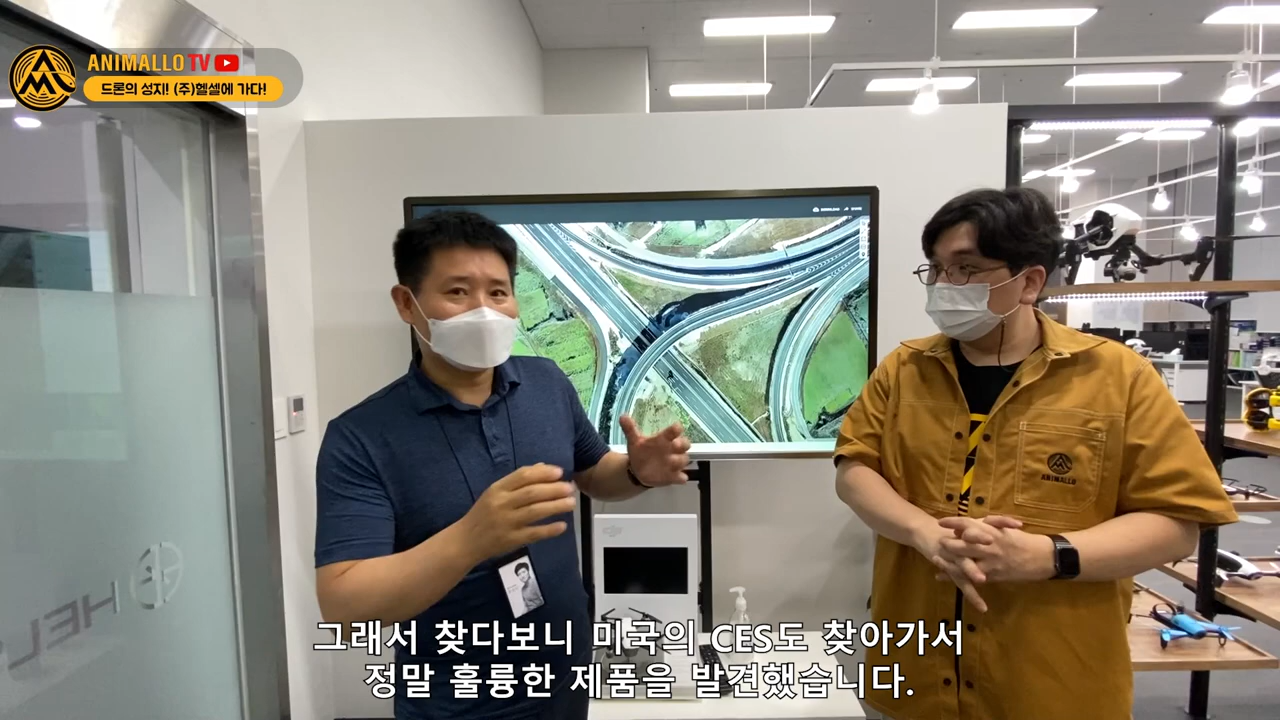 ANIMALLO TV
드론의 성지! (주)헬셀에 가다!
ANIMALLO
dji
HELS
그래서 찾다보니 미국의 CES도 찾아가서
정말 훌륭한 제품을 발견했습니다.